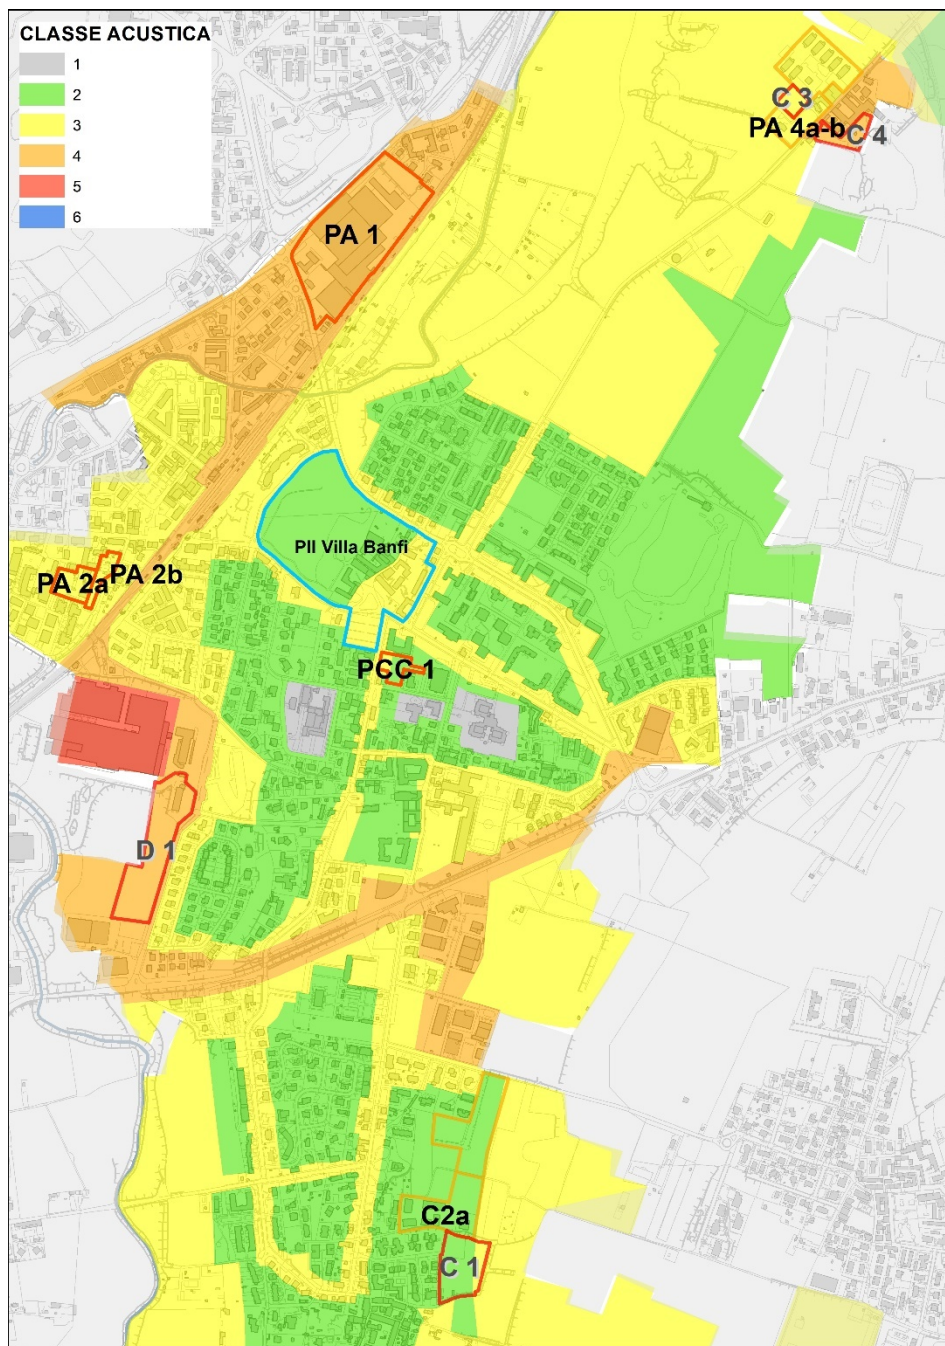 CLASSE ACUSTICA
1
2
3
4
5
6
C 3
PA 4a-b
C 4
PA 1
PII Villa Banfi
PA 2a
PA 2b
PCC 1
D 1
C2a
C 1